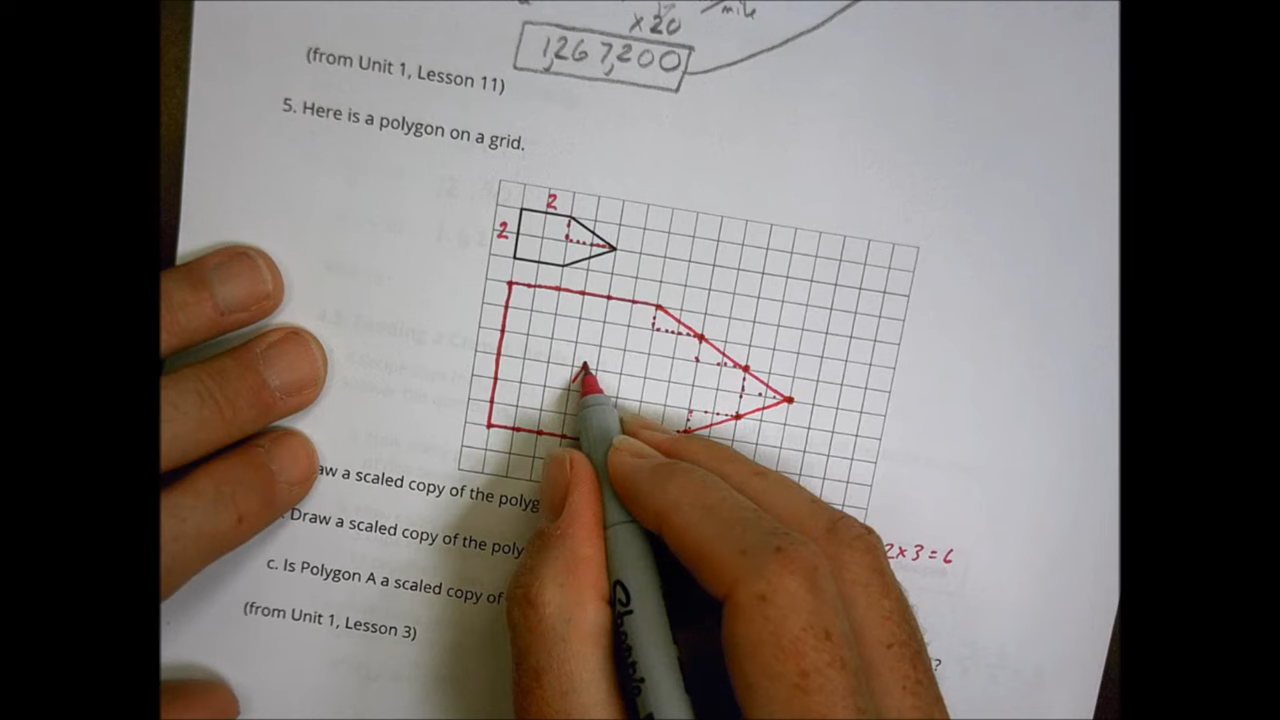 mile
x20
1,267,200
(from Unit 1, Lesson 11)
5. Here is a polygon on a grid.
2
2
aw a scaled copy of the polyg
Draw a scaled copy of the poly
2x3=6
c. Is Polygon A a scaled copy of
?
(from Unit 1, Lesson 3)
Sharpie